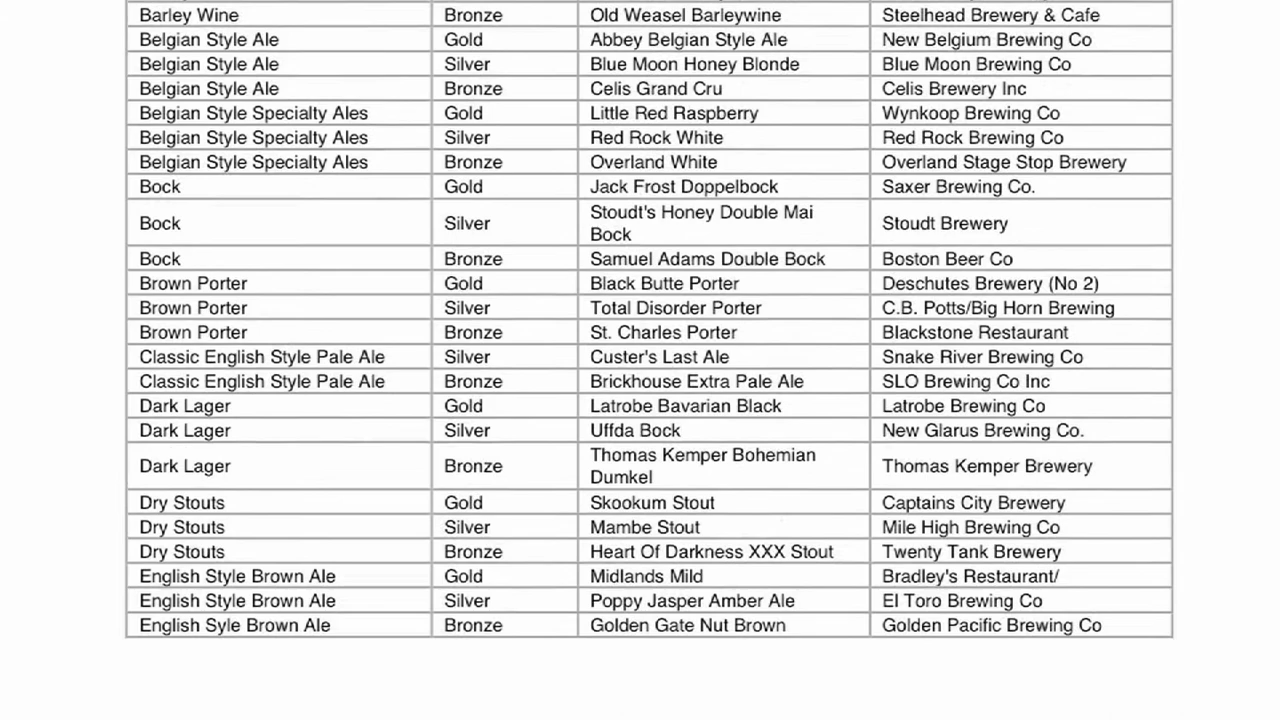 Barley Wine Bronze Old Weasel Barleywine Steelhead Brewery & Cafe
Belgian Style Ale Gold Abbey Belgian Style Ale New Belgium Brewing Co
Belgian Style Ale Silver Blue Moon Honey Blonde Blue Moon Brewing Co
Belgian Style Ale Bronze Celis Grand Cru Celis Brewery Inc
Belgian Style Specialty Ales Gold Little Red Raspberry Wynkoop Brewing Co
Belgian Style Specialty Ales Silver Red Rock White Red Rock Brewing Co
Belgian Style Specialty Ales Bronze Overland White Overland Stage Stop Brewery
Bock Gold Jack Frost Doppelbock Saxer Brewing Co.
Bock Silver Stoudt's Honey Double Mai
Bock Stoudt Brewery
Bock Bronze Samuel Adams Double Bock Boston Beer Co
Brown Porter Gold Black Butte Porter Deschutes Brewery (No 2)
Brown Porter Silver Total Disorder Porter C.B. Potts/Big Horn Brewing
Brown Porter Bronze St. Charles Porter Blackstone Restaurant
Classic English Style Pale Ale Silver Custer's Last Ale Snake River Brewing Co
Classic English Style Pale Ale Bronze Brickhouse Extra Pale Ale SLO Brewing Co Inc
Dark Lager Gold Latrobe Bavarian Black Latrobe Brewing Co
Dark Lager Silver Uffda Bock New Glarus Brewing Co.
Dark Lager Bronze Thomas Kemper Bohemian
Dumkel Thomas Kemper Brewery
Dry Stouts Gold Skookum Stout Captains City Brewery
Dry Stouts Silver Mambe Stout Mile High Brewing Co
Dry Stouts Bronze Heart Of Darkness XXX Stout Twenty Tank Brewery
English Style Brown Ale Gold Midlands Mild Bradley's Restaurant/
English Style Brown Ale Silver Poppy Jasper Amber Ale El Toro Brewing Co
English Syle Brown Ale Bronze Golden Gate Nut Brown Golden Pacific Brewing Co